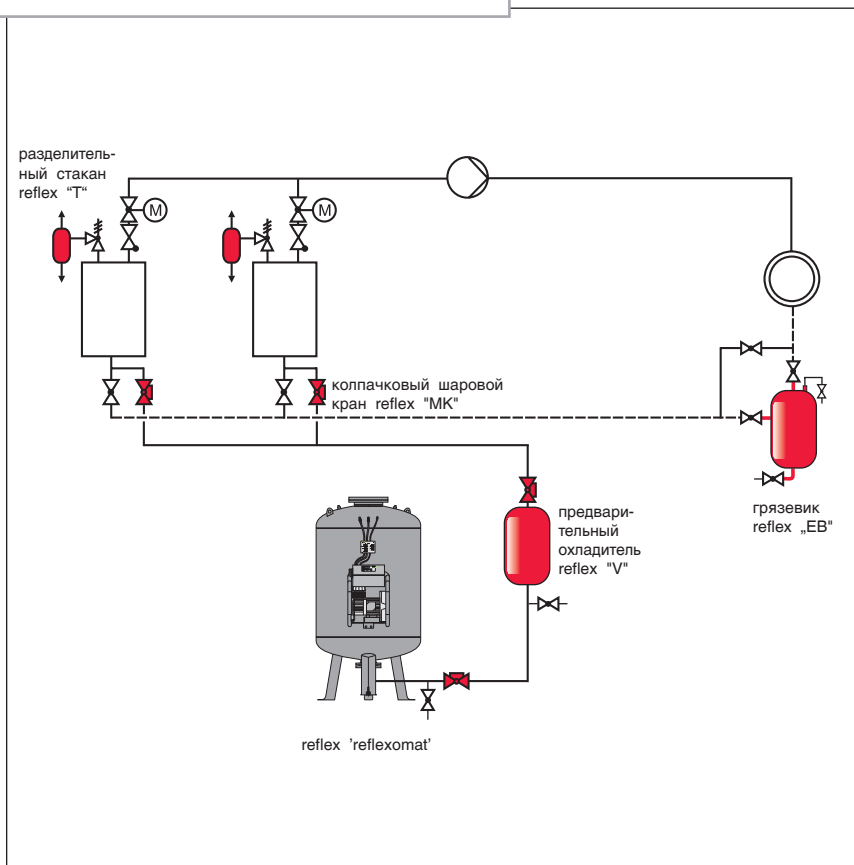 разделитель-
ный стакан
reflex "T"
M
M
колпачковый шаровой
кран reflex "MK"
предвари-
тельный
охладитель
reflex "V"
грязевик
reflex „EB"
reflex 'reflexomat'